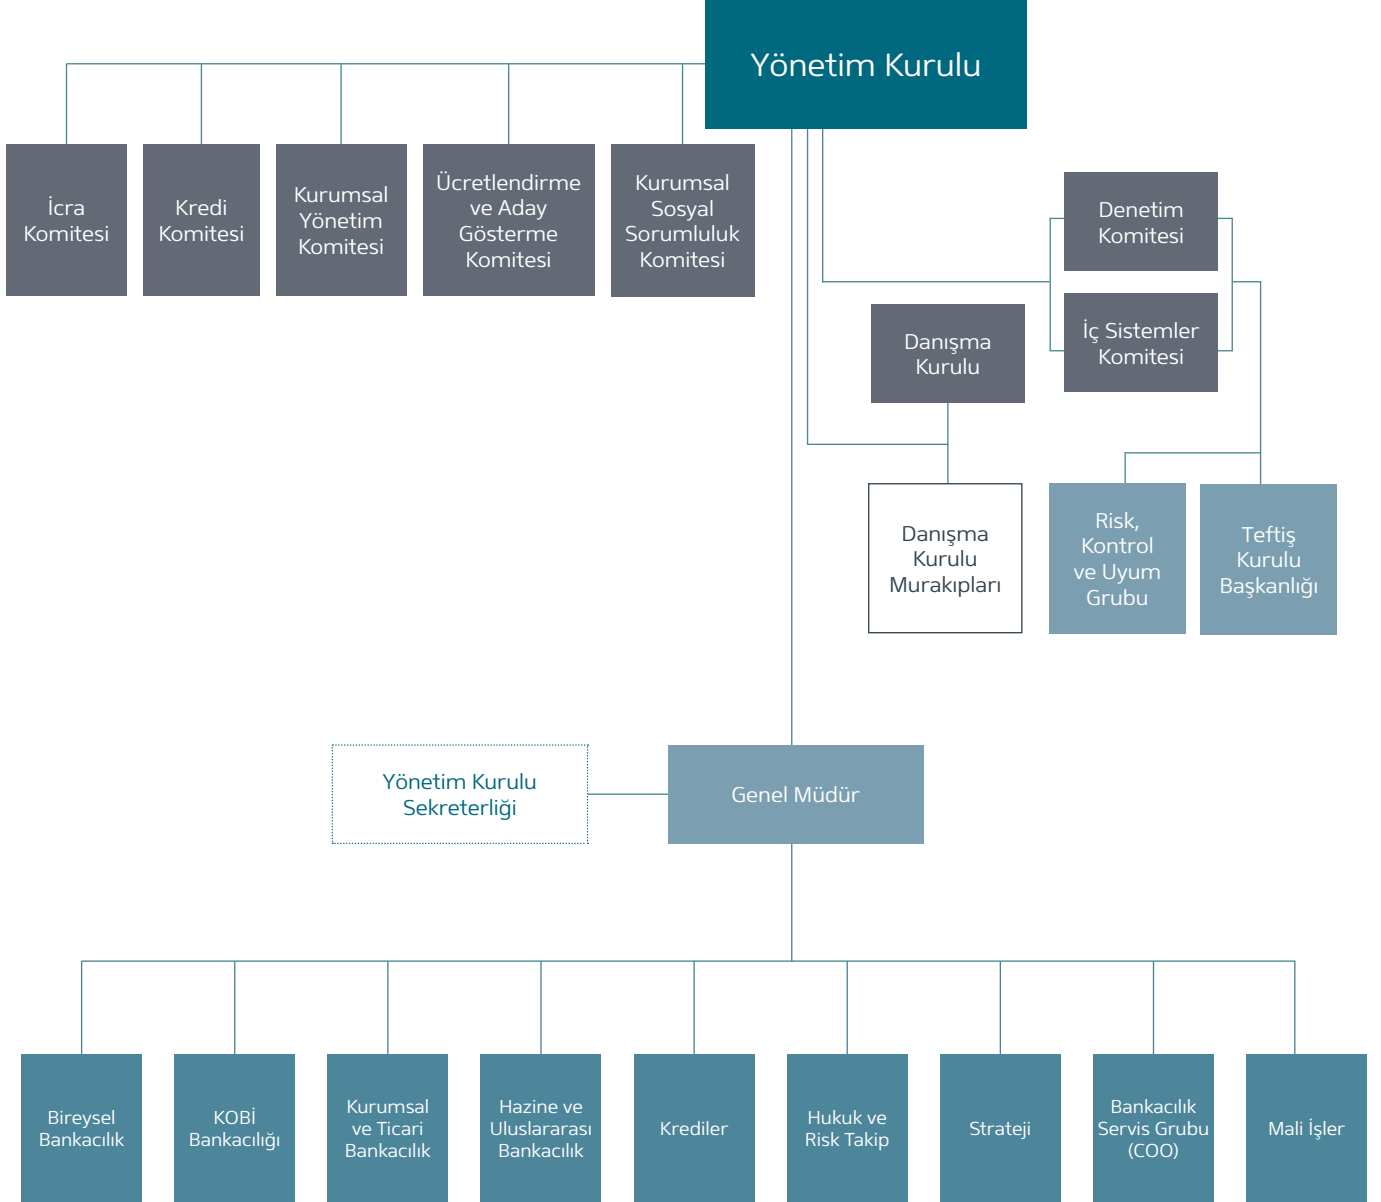 Yönetim Kurulu
İcra
Komitesi
Kredi
Komitesi
Kurumsal
Yönetim
Komitesi
Ücretlendirme
ve Aday
Gösterme
Komitesi
Kurumsal
Sosyal
Sorumluluk
Komitesi
Denetim
Komitesi
İç Sistemler
Komitesi
Danışma
Kurulu
Danışma
Kurulu
Murakıpları
Risk,
Kontrol
ve Uyum
Grubu
Teftiş
Kurulu
Başkanlığı
Yönetim Kurulu
Sekreterliği
Genel Müdür
Bireysel
Bankacılık
KOBİ
Bankacılığı
Kurumsal
ve Ticari
Bankacılık
Hazine ve
Uluslararası
Bankacılık
Krediler
Hukuk ve
Risk Takip
Strateji
Bankacılık
Servis Grubu
(COO)
Mali İşler